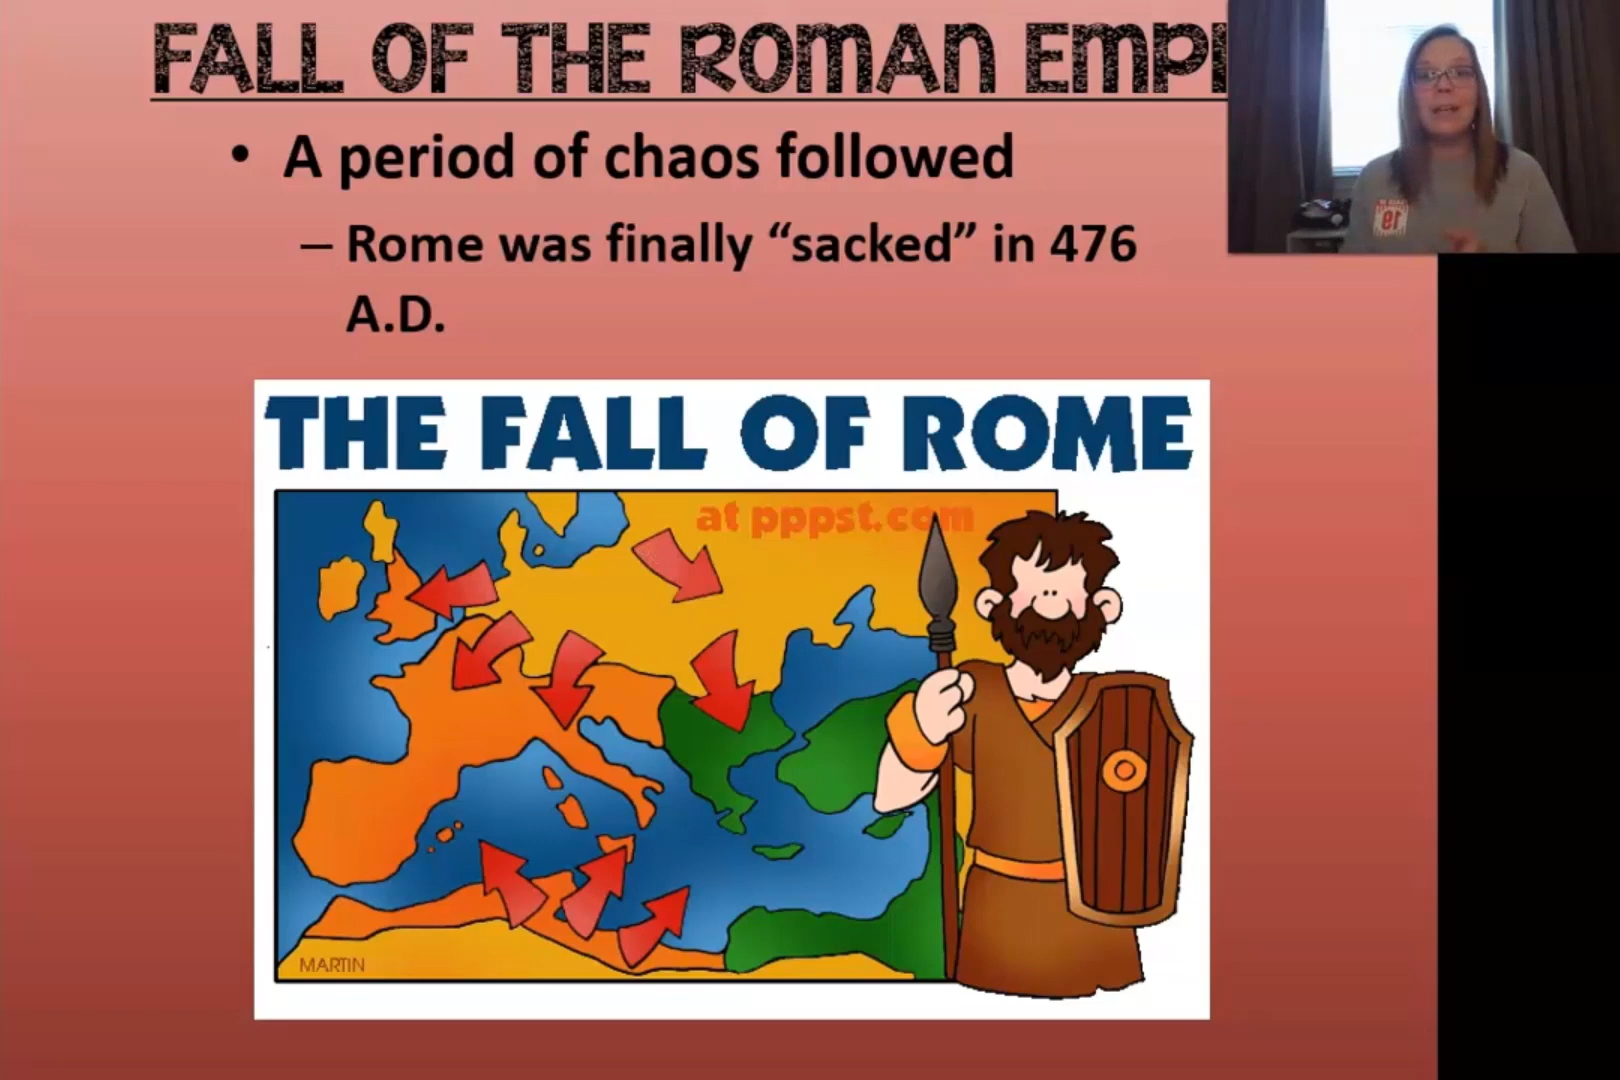 FALL OF THE ROMAN EMPI
• A period of chaos followed
– Rome was finally “sacked” in 476
A.D.
THE FALL OF ROME
at pppst.com
MARTIN